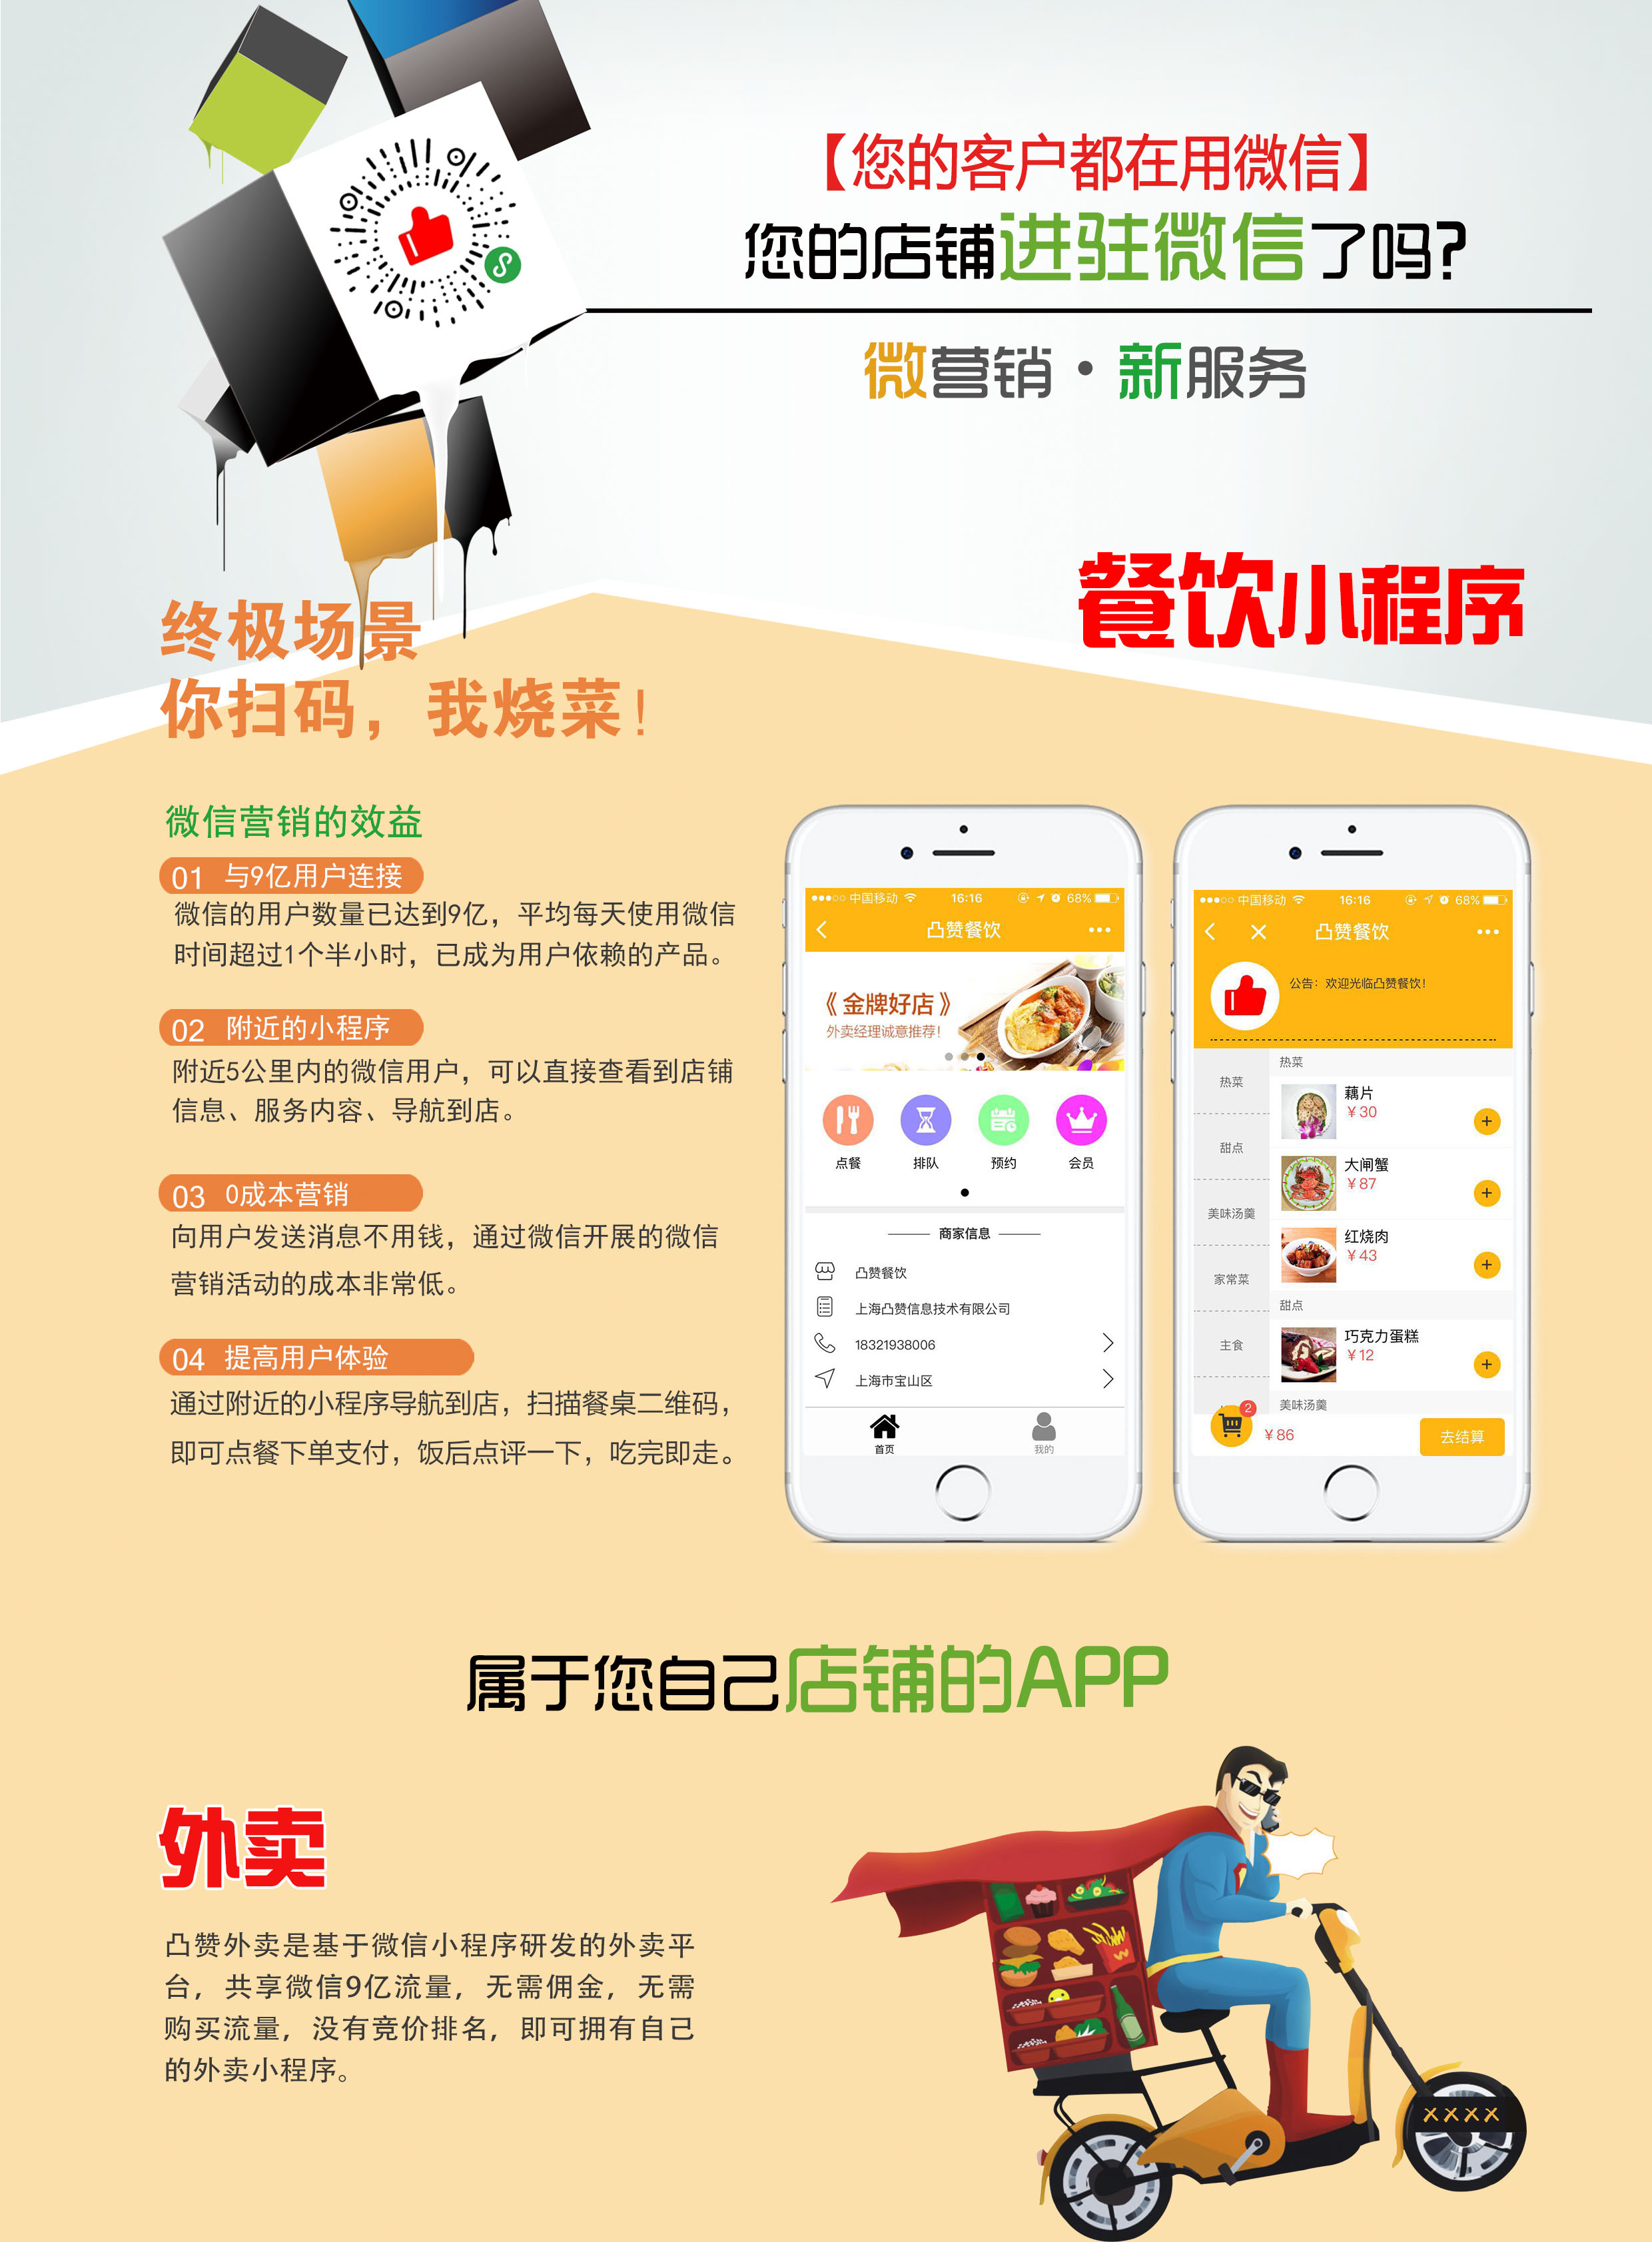 【您的客户都在用微信】
您的店铺进驻微信了吗?
微营销·新服务
餐饮小程序
终极场景
你扫码，我烧菜！
微信营销的效益
01 与9亿用户连接
微信的用户数量已达到9亿，平均每天使用微信
时间超过1个半小时，已成为用户依赖的产品。
02 附近的小程序
附近5公里内的微信用户，可以直接查看到店铺
信息、服务内容、导航到店。
03 0成本营销
向用户发送消息不用钱，通过微信开展的微信
营销活动的成本非常低。
04 提高用户体验
通过附近的小程序导航到店，扫描餐桌二维码，
即可点餐下单支付，饭后点评一下，吃完即走。
中国移动 16:16 68%
凸赞餐饮
《金牌好店》
外卖经理诚意推荐！
点餐 排队 预约 会员
商家信息
凸赞餐饮
上海凸赞信息技术有限公司
18321938006
上海市宝山区
首页 我的
中国移动 16:16 68%
凸赞餐饮
公告：欢迎光临凸赞餐饮！
热菜
甜点
美味汤羹
家常菜
主食
热菜
藕片
￥30
大闸蟹
￥87
红烧肉
￥43
甜点
巧克力蛋糕
￥12
美味汤羹
2
￥86
去结算
属于您自己店铺的APP
外卖
凸赞外卖是基于微信小程序研发的外卖平
台，共享微信9亿流量，无需佣金，无需
购买流量，没有竞价排名，即可拥有自己
的外卖小程序。
××××